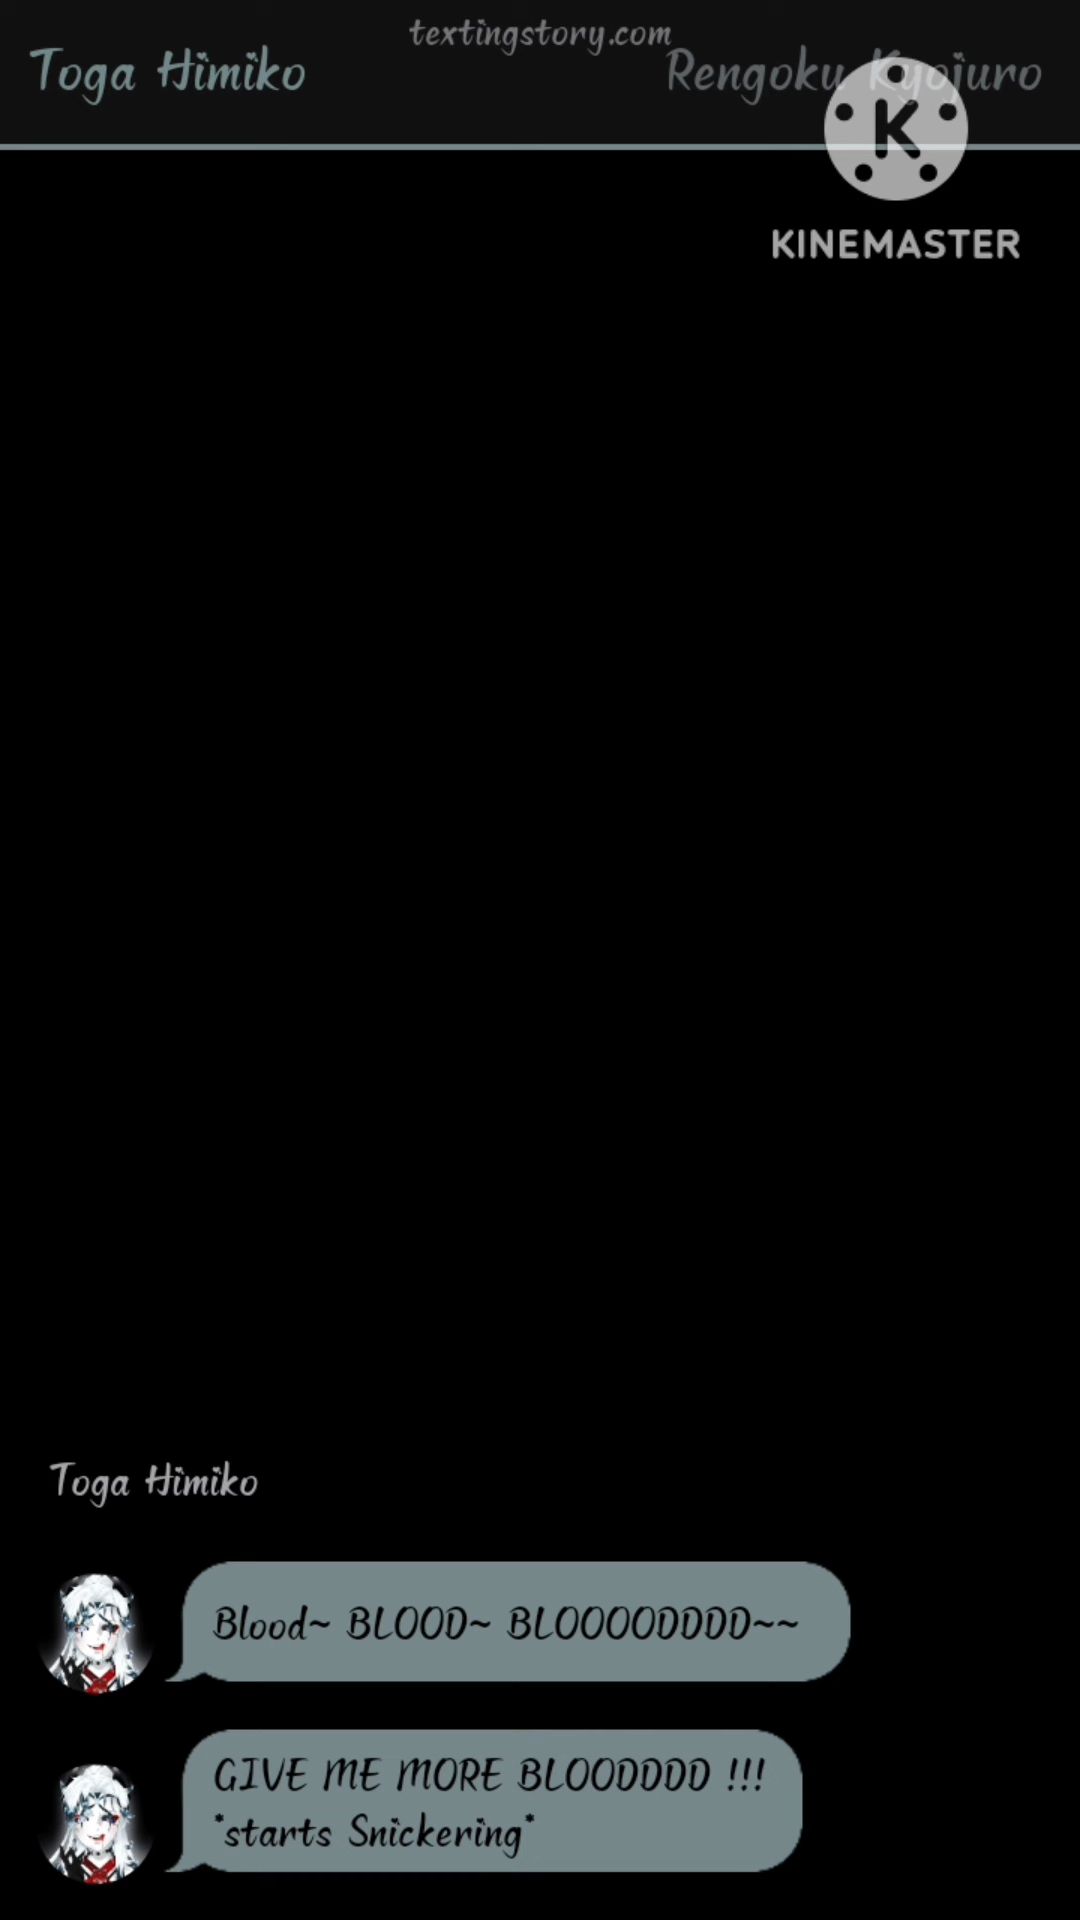 textingstory.com
Toga Himiko
Rengoku Kyojuro
K
KINEMASTER
Toga Himiko
Blood~ BLOOD~ BLOOOODDDD~~
GIVE ME MORE BLOODDDD !!!
*starts Snickering*